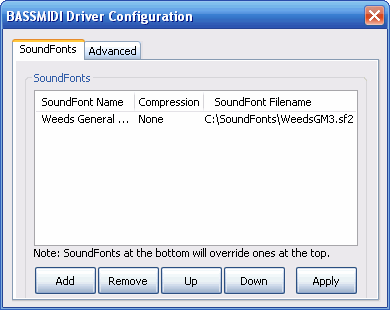 BASSMIDI Driver Configuration
SoundFonts Advanced
SoundFonts
SoundFont Name Compression SoundFont Filename
Weeds General ... None C:\SoundFonts\WeedsGM3.sf2
Note: SoundFonts at the bottom will override ones at the top.
Add Remove Up Down Apply